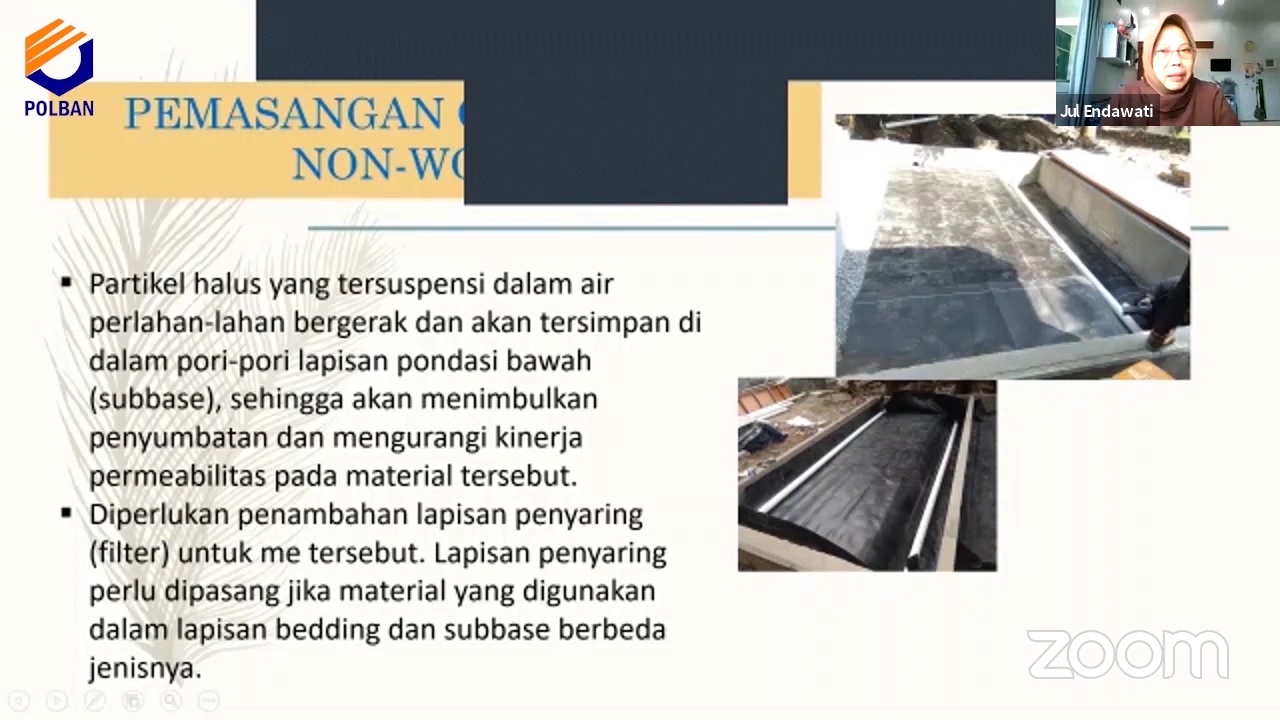 POLBAN
PEMASANGAN
Jul Endawati
Partikel halus yang tersuspensi dalam air
perlahan-lahan bergerak dan akan tersimpan di
dalam pori-pori lapisan pondasi bawah
(subbase), sehingga akan menimbulkan
penyumbatan dan mengurangi kinerja
permeabilitas pada material tersebut.
Diperlukan penambahan lapisan penyaring
(filter) untuk me tersebut. Lapisan penyaring
perlu dipasang jika material yang digunakan
dalam lapisan bedding dan subbase berbeda
jenisnya.
zoom